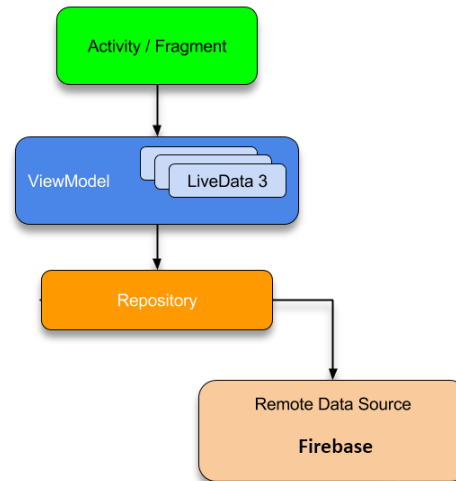 Activity / Fragment
ViewModel
LiveData 3
Repository
Remote Data Source
Firebase